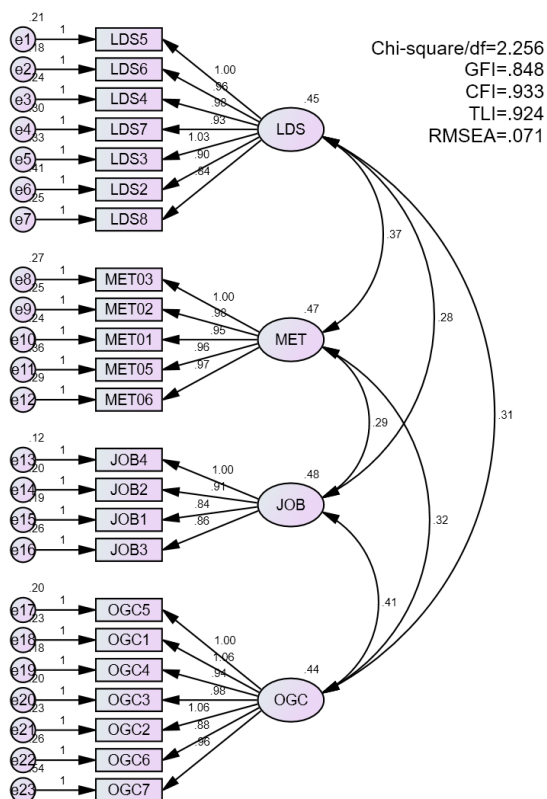 Chi-square/df=2.256
GFI=.848
CFI=.933
TLI=.924
RMSEA=.071
.21
e1 1 LDS5
.18
e2 1 LDS6
.24
e3 1 LDS4
.30
e4 1 LDS7
.33
e5 1 LDS3
.41
e6 1 LDS2
.25
e7 1 LDS8
1.00
.96
.98
.93
1.03
.90
.84
.45
LDS
.37
.28
.31
.27
e8 1 MET03
.25
e9 1 MET02
.24
e10 1 MET01
.36
e11 1 MET05
.29
e12 1 MET06
1.00
.98
.95
.96
.97
.47
MET
.29
.32
.12
e13 1 JOB4
.20
e14 1 JOB2
.19
e15 1 JOB1
.26
e16 1 JOB3
1.00
.91
.84
.86
.48
JOB
.41
.20
e17 1 OGC5
.23
e18 1 OGC1
.18
e19 1 OGC4
.20
e20 1 OGC3
.23
e21 1 OGC2
.26
e22 1 OGC6
.54
e23 1 OGC7
1.00
1.06
.94
.98
1.06
.88
.96
.44
OGC